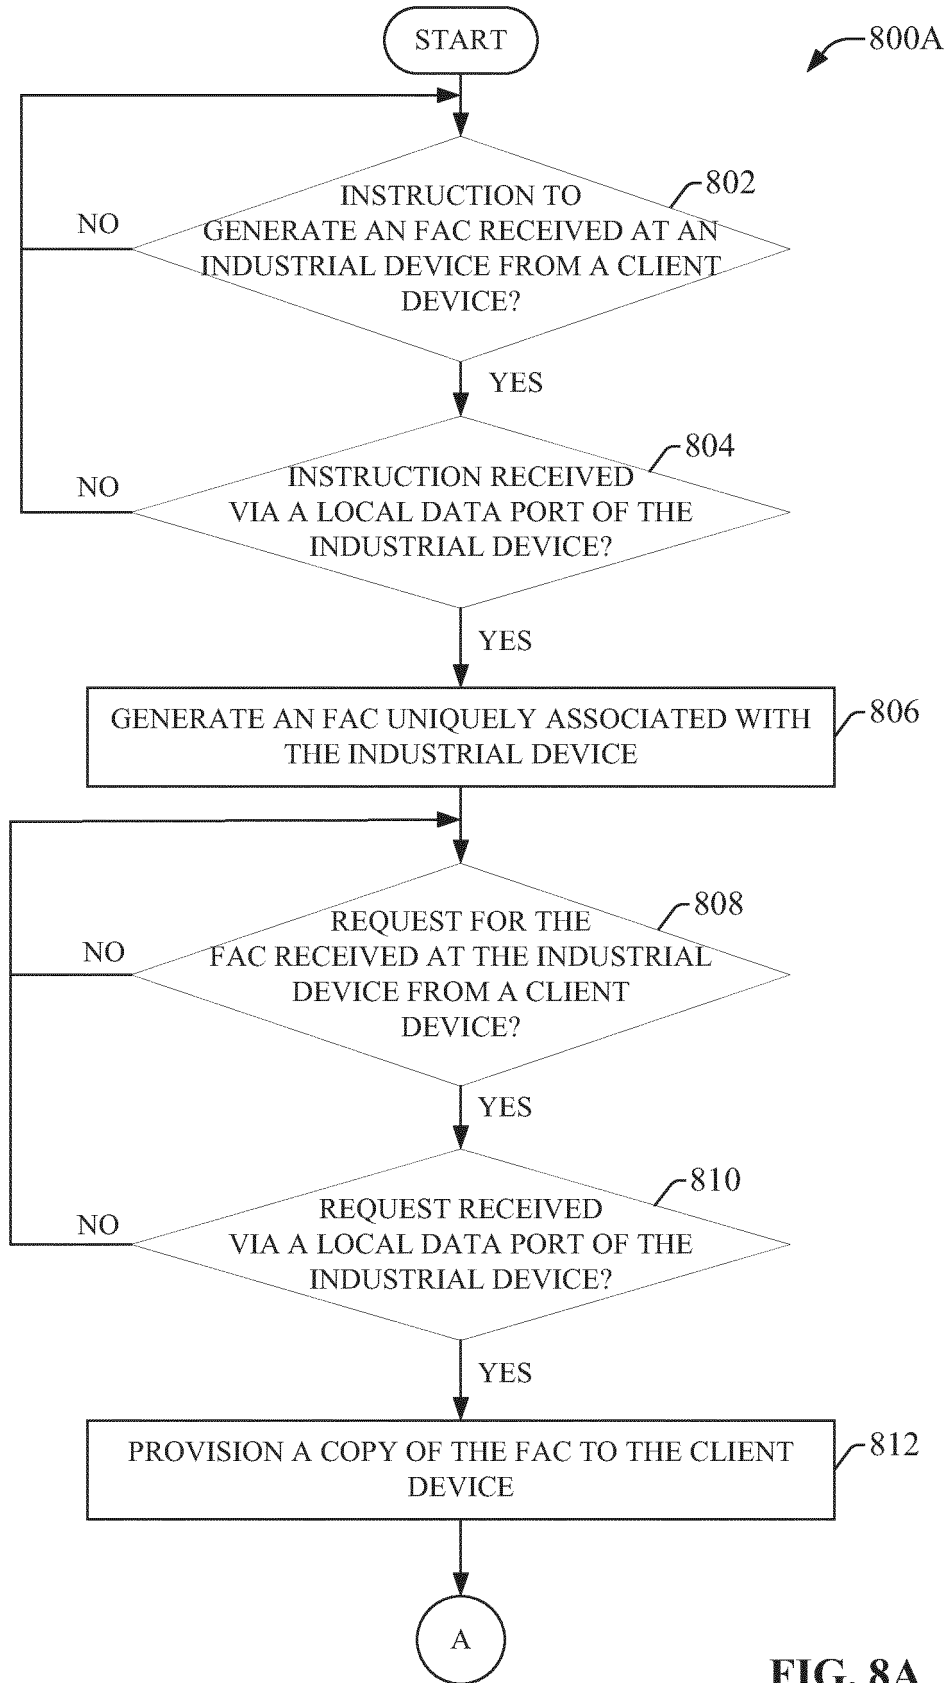 START
800A
802
INSTRUCTION TO
GENERATE AN FAC RECEIVED AT AN
INDUSTRIAL DEVICE FROM A CLIENT
DEVICE?
NO
YES
804
INSTRUCTION RECEIVED
VIA A LOCAL DATA PORT OF THE
INDUSTRIAL DEVICE?
NO
YES
GENERATE AN FAC UNIQUELY ASSOCIATED WITH
THE INDUSTRIAL DEVICE
806
808
REQUEST FOR THE
FAC RECEIVED AT THE INDUSTRIAL
DEVICE FROM A CLIENT
DEVICE?
NO
YES
810
REQUEST RECEIVED
VIA A LOCAL DATA PORT OF THE
INDUSTRIAL DEVICE?
NO
YES
PROVISION A COPY OF THE FAC TO THE CLIENT
DEVICE
812
A
FIG. 8A